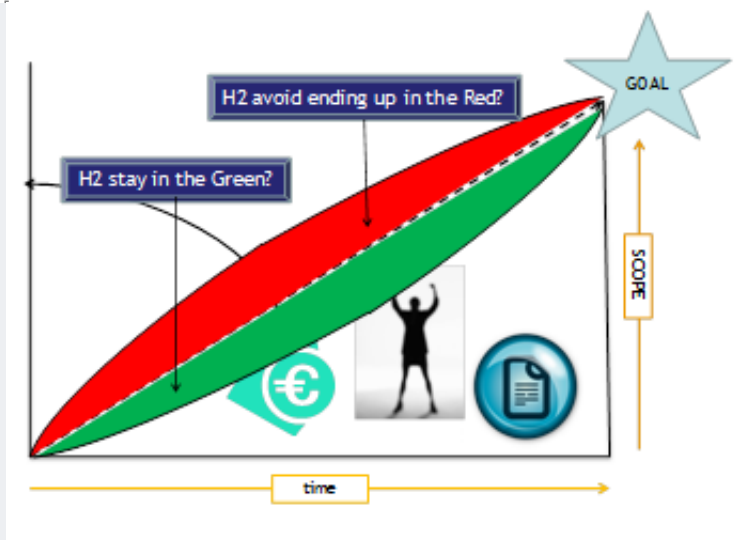 GOAL
H2 avoid ending up in the Red?
H2 stay in the Green?
SCOPE
€
time